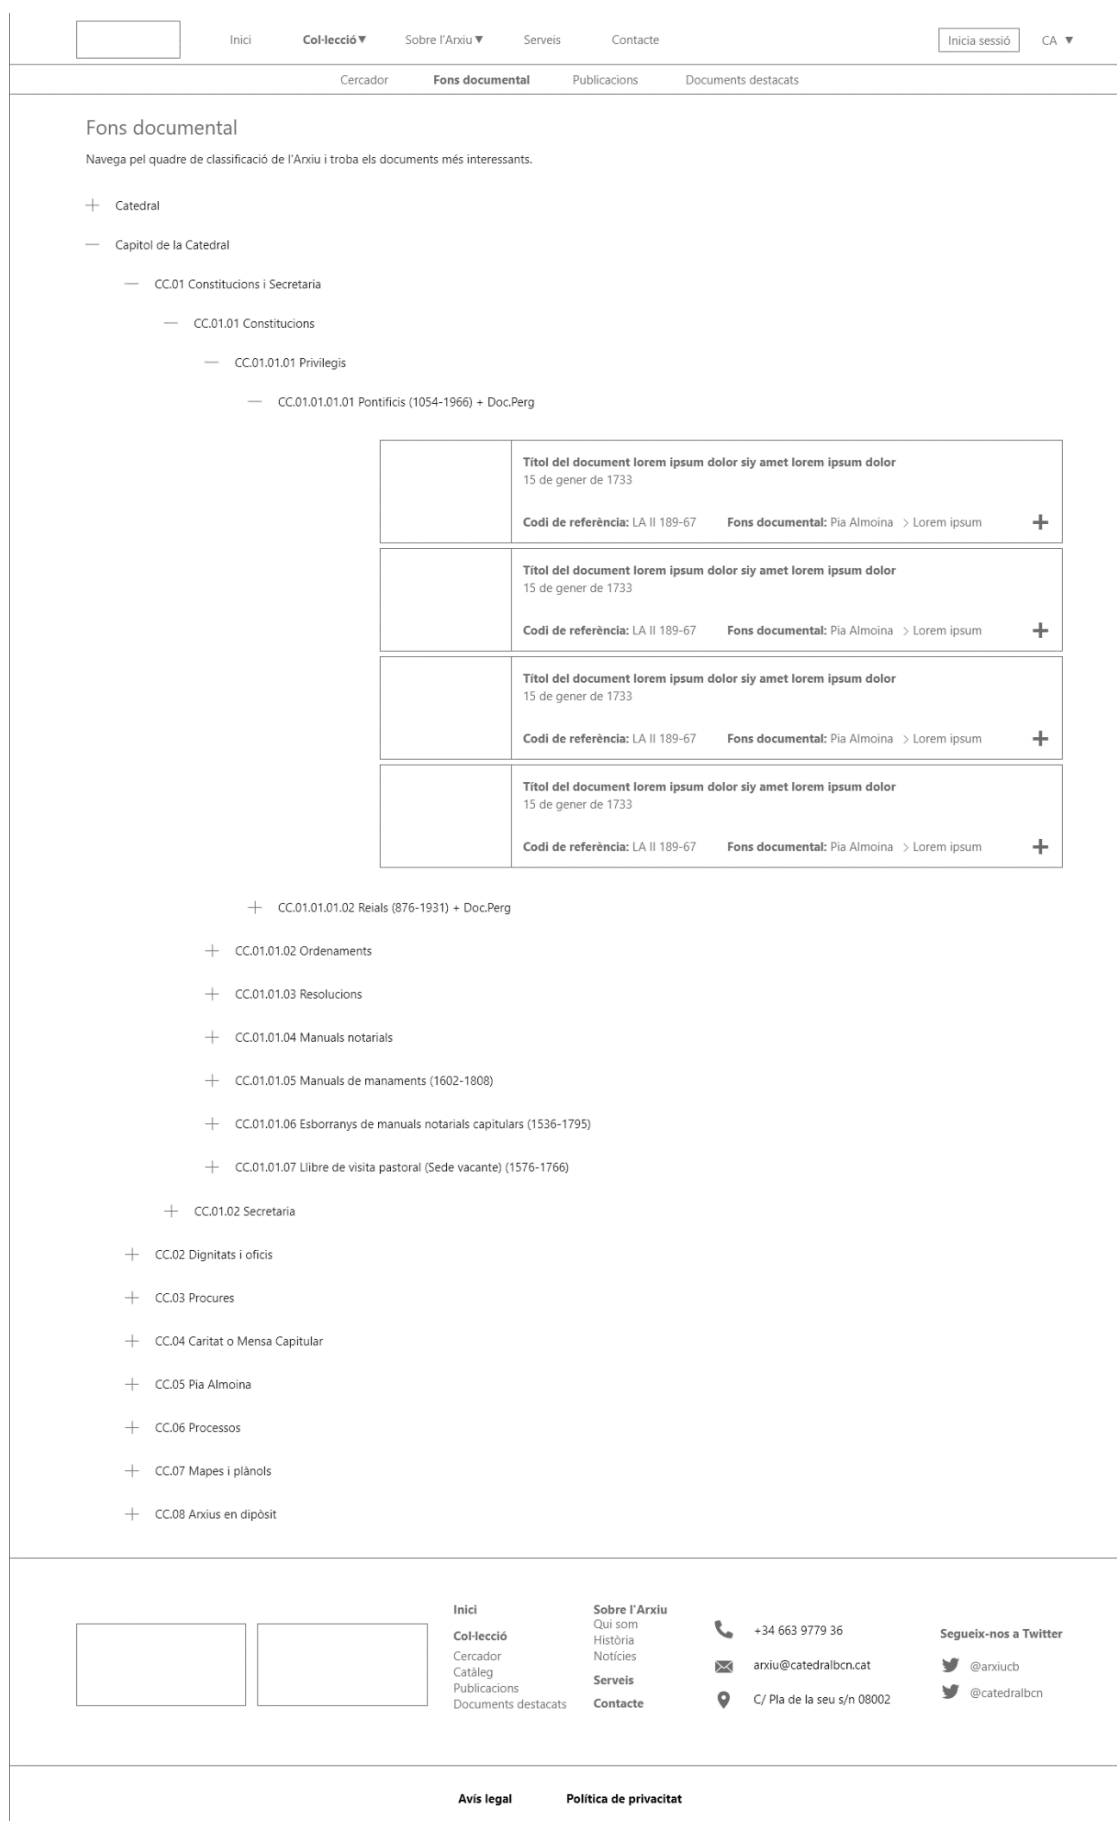 Inici Col·lecció ▼ Sobre l'Arxiu ▼ Serveis Contacte Inicia sessió CA ▼
Cercador Fons documental Publicacions Documents destacats
Fons documental
Navega pel quadre de classificació de l'Arxiu i troba els documents més interessants.
Catedral
Capitol de la Catedral
CC.01 Constitucions i Secretaria
CC.01.01 Constitucions
CC.01.01.01 Privilegis
CC.01.01.01.01 Pontificis (1054-1966) + Doc.Perg
Títol del document lorem ipsum dolor siy amet lorem ipsum dolor
15 de gener de 1733
Codi de referència: LA II 189-67 Fons documental: Pia Almoina > Lorem ipsum
Títol del document lorem ipsum dolor siy amet lorem ipsum dolor
15 de gener de 1733
Codi de referència: LA II 189-67 Fons documental: Pia Almoina > Lorem ipsum
Títol del document lorem ipsum dolor siy amet lorem ipsum dolor
15 de gener de 1733
Codi de referència: LA II 189-67 Fons documental: Pia Almoina > Lorem ipsum
Títol del document lorem ipsum dolor siy amet lorem ipsum dolor
15 de gener de 1733
Codi de referència: LA II 189-67 Fons documental: Pia Almoina > Lorem ipsum
CC.01.01.01.02 Reials (876-1931) + Doc.Perg
CC.01.01.02 Ordenaments
CC.01.01.03 Resolucions
CC.01.01.04 Manuals notarials
CC.01.01.05 Manuals de manaments (1602-1808)
CC.01.01.06 Esborranys de manuals notarials capitulars (1536-1795)
CC.01.01.07 Llibre de visita pastoral (Sede vacante) (1576-1766)
CC.01.02 Secretaria
CC.02 Dignitats i oficis
CC.03 Procures
CC.04 Caritat o Mensa Capitular
CC.05 Pia Almoina
CC.06 Processos
CC.07 Mapes i plànols
CC.08 Arxius en dipòsit
Inici
Col·lecció
Cercador
Catàleg
Publicacions
Documents destacats
Sobre l'Arxiu
Qui som
Història
Notícies
Serveis
Contacte
+34 663 9779 36
arxiu@catedralbcn.cat
C/ Pla de la seu s/n 08002
Segueix-nos a Twitter
@arxiucb
@catedralbcn
Avís legal Política de privacitat